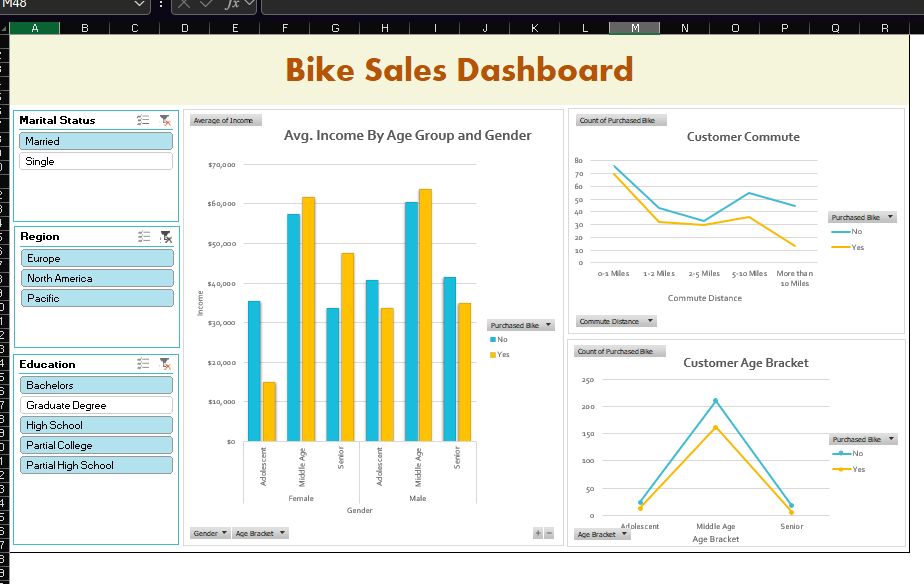 M48
fx
A B C D E F G H I J K L M N O P Q R
Bike Sales Dashboard
Marital Status
Married
Single
Region
Europe
North America
Pacific
Education
Bachelors
Graduate Degree
High School
Partial College
Partial High School
Average of Income
Avg. Income By Age Group and Gender
$70,000
$60,000
$50,000
$40,000
$30,000
$20,000
$10,000
$0
Income
Adolescent
Middle Age
Senior
Adolescent
Middle Age
Senior
Female
Male
Gender
Purchased Bike
No
Yes
Gender
Age Bracket
Count of Purchased Bike
Customer Commute
80
70
60
50
40
30
20
10
0
0-1 Miles
1-2 Miles
2-5 Miles
5-10 Miles
More than
10 Miles
Commute Distance
Purchased Bike
No
Yes
Commute Distance
Count of Purchased Bike
Customer Age Bracket
250
200
150
100
50
0
Adolescent
Middle Age
Senior
Age Bracket
Purchased Bike
No
Yes
Age Bracket